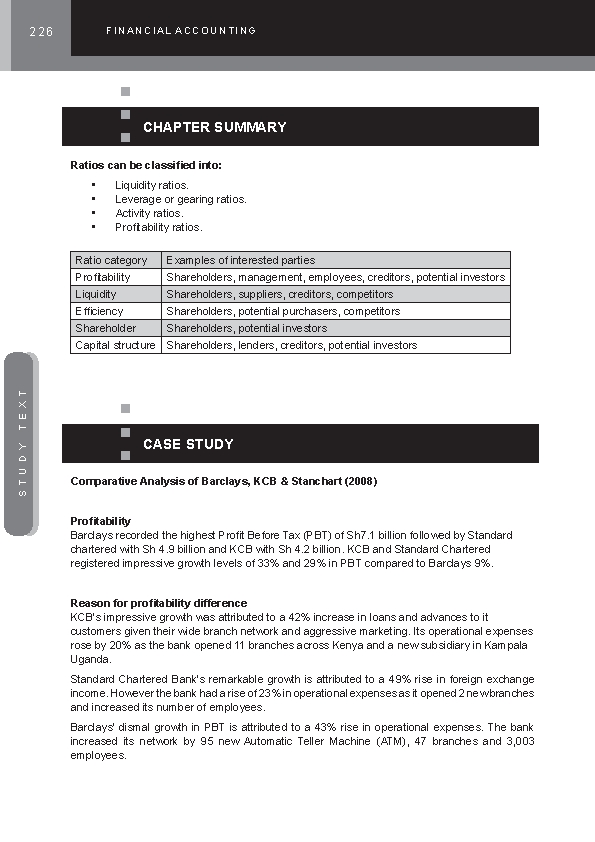 226
FINANCIAL ACCOUNTING
CHAPTER SUMMARY
Ratios can be classified into:
• Liquidity ratios.
• Leverage or gearing ratios.
• Activity ratios.
• Profitability ratios.
Ratio category Examples of interested parties
Profitability Shareholders, management, employees, creditors, potential investors
Liquidity Shareholders, suppliers, creditors, competitors
Efficiency Shareholders, potential purchasers, competitors
Shareholder Shareholders, potential investors
Capital structure Shareholders, lenders, creditors, potential investors
STUDY TEXT
CASE STUDY
Comparative Analysis of Barclays, KCB & Stanchart (2008)
Profitability
Barclays recorded the highest Profit Before Tax (PBT) of Sh7.1 billion followed by Standard
chartered with Sh 4.9 billion and KCB with Sh 4.2 billion. KCB and Standard Chartered
registered impressive growth levels of 33% and 29% in PBT compared to Barclays 9%.
Reason for profitability difference
KCB's impressive growth was attributed to a 42% increase in loans and advances to it
customers given their wide branch network and aggressive marketing. Its operational expenses
rose by 20% as the bank opened 11 branches across Kenya and a new subsidiary in Kampala
Uganda.
Standard Chartered Bank's remarkable growth is attributed to a 49% rise in foreign exchange
income. However the bank had a rise of 23% in operational expenses as it opened 2 new branches
and increased its number of employees.
Barclays' dismal growth in PBT is attributed to a 43% rise in operational expenses. The bank
increased its network by 95 new Automatic Teller Machine (ATM), 47 branches and 3,003
employees.